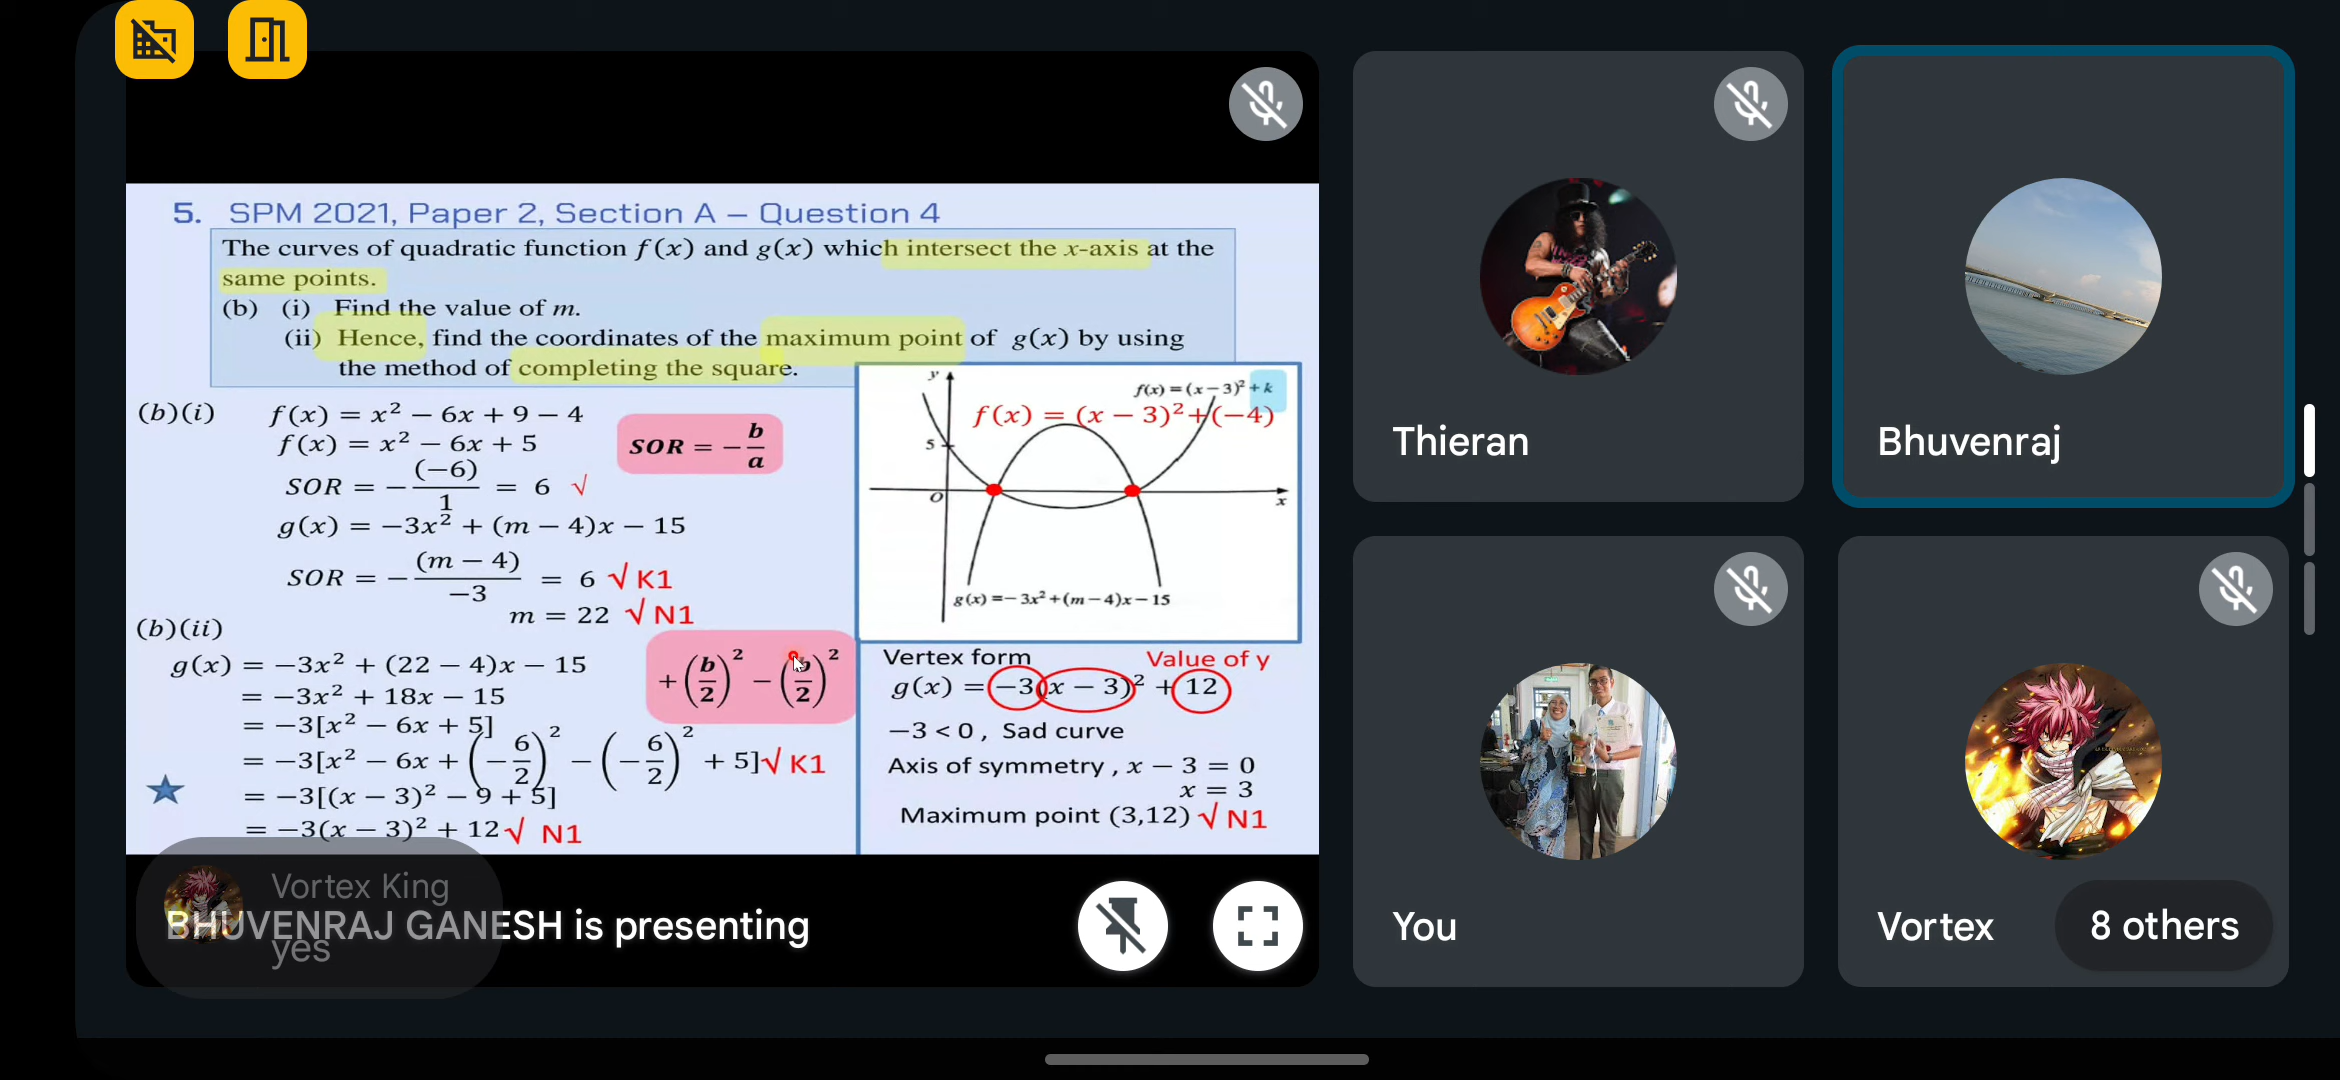 5. SPM 2021, Paper 2, Section A – Question 4
The curves of quadratic function f(x) and g(x) which intersect the x-axis at the
same points.
(b) (i) Find the value of m.
(ii) Hence, find the coordinates of the maximum point of g(x) by using
the method of completing the square.
(b)(i) f(x) = x² − 6x + 9 − 4
f(x) = x² − 6x + 5
SOR = −b/a
SOR = −(−6)/1 = 6 √
g(x) = −3x² + (m − 4)x − 15
SOR = −(m − 4)/−3 = 6 √ K1
m = 22 √ N1
y
f(x) = (x − 3)² + k
f(x) = (x − 3)² + (−4)
5
O
x
g(x) = − 3x² + (m − 4)x − 15
(b)(ii)
g(x) = −3x² + (22 − 4)x − 15
= −3x² + 18x − 15
= −3[x² − 6x + 5]
= −3[x² − 6x + (−6/2)² − (−6/2)² + 5] √ K1
= −3[(x − 3)² − 9 + 5]
= −3(x − 3)² + 12 √ N1
+(b/2)² − (b/2)²
Vertex form
Value of y
g(x) = −3(x − 3)² + 12
−3 < 0 , Sad curve
Axis of symmetry , x − 3 = 0
x = 3
Maximum point (3,12) √ N1
Vortex King
yes
BHUVENRAJ GANESH is presenting
Thieran
Bhuvenraj
You
Vortex
8 others